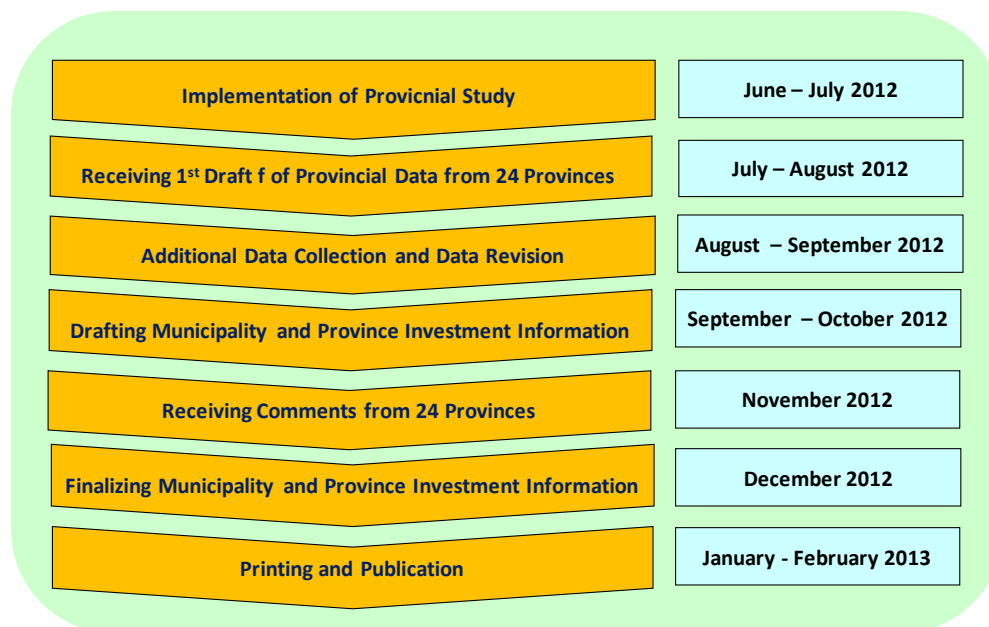 Implementation of Provicnial Study
June – July 2012
Receiving 1st Draft f of Provincial Data from 24 Provinces
July – August 2012
Additional Data Collection and Data Revision
August – September 2012
Drafting Municipality and Province Investment Information
September – October 2012
Receiving Comments from 24 Provinces
November 2012
Finalizing Municipality and Province Investment Information
December 2012
Printing and Publication
January - February 2013